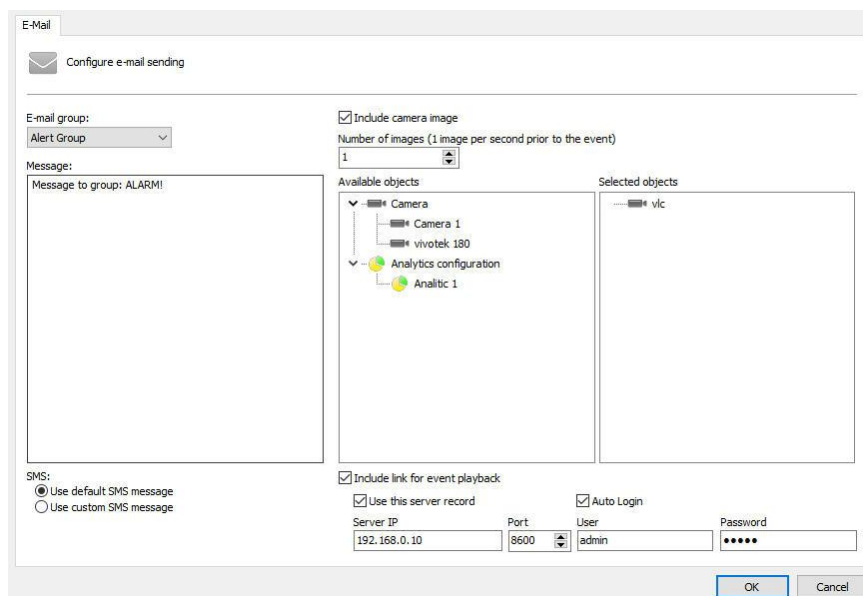 E-Mail
Configure e-mail sending
E-mail group:
Alert Group
Message:
Message to group: ALARM!
SMS:
Use default SMS message
Use custom SMS message
Include camera image
Number of images (1 image per second prior to the event)
1
Available objects
Camera
Camera 1
vivotek 180
Analytics configuration
Analitic 1
Selected objects
vlc
Include link for event playback
Use this server record
Auto Login
Server IP
Port
User
Password
192.168.0.10
8600
admin
•••••
OK
Cancel